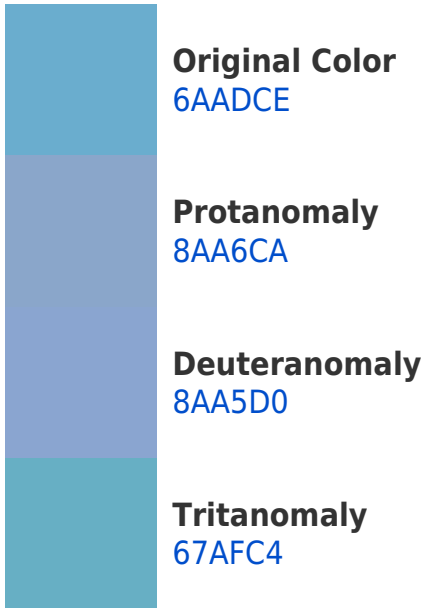 Original Color
6AADCE
Protanomaly
8AA6CA
Deuteranomaly
8AA5D0
Tritanomaly
67AFC4